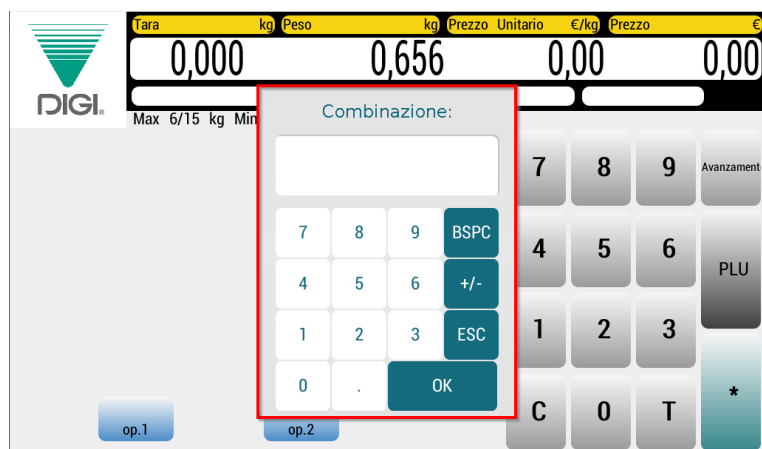 Tara kg Peso kg Prezzo Unitario €/kg Prezzo €
0,000 0,656 0,00 0,00
DIGI®
Max 6/15 kg Min
Combinazione:
7 8 9 BSPC
4 5 6 +/-
1 2 3 ESC
0 . OK
7 8 9 Avanzament
4 5 6 PLU
1 2 3
C 0 T *
op.1 op.2